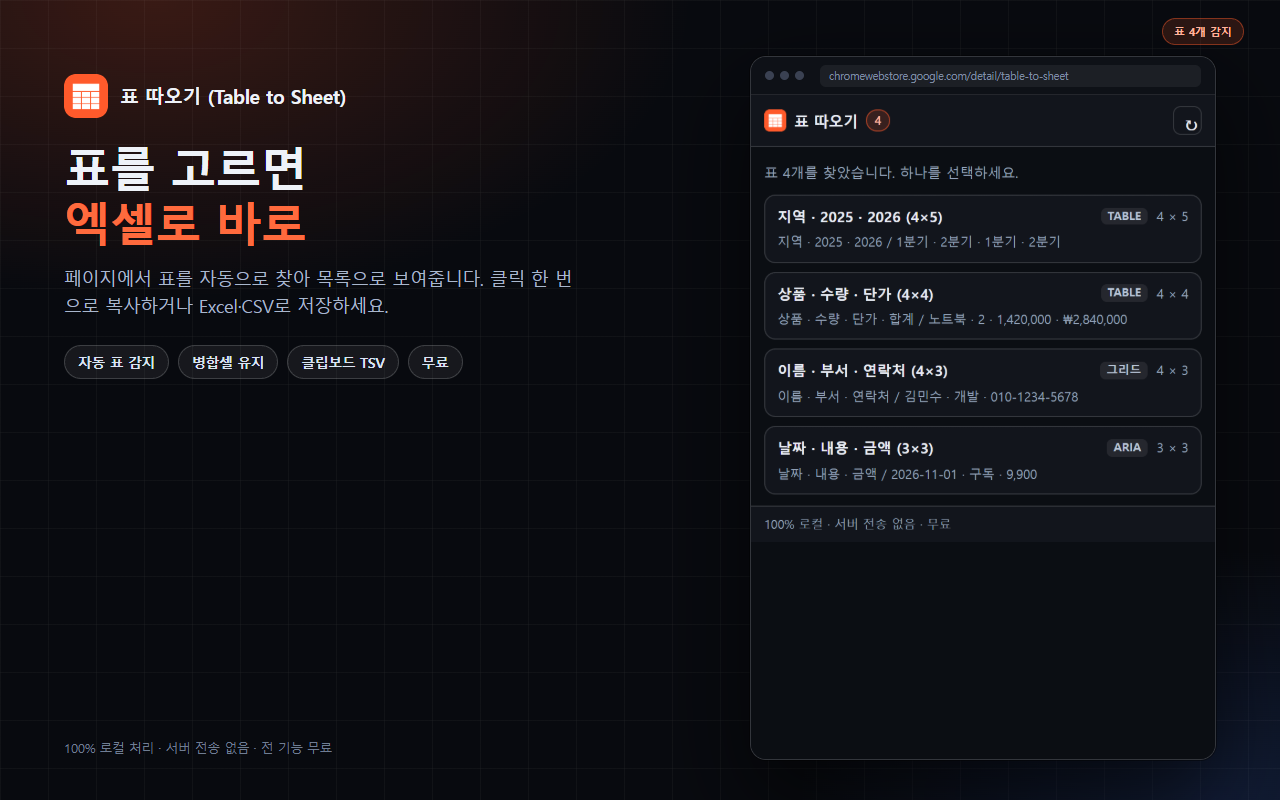 표 4개 감지
표 따오기 (Table to Sheet)
표를 고르면
엑셀로 바로
페이지에서 표를 자동으로 찾아 목록으로 보여줍니다. 클릭 한 번
으로 복사하거나 Excel·CSV로 저장하세요.
자동 표 감지 병합셀 유지 클립보드 TSV 무료
100% 로컬 처리 · 서버 전송 없음 · 전 기능 무료
chromewebstore.google.com/detail/table-to-sheet
표 따오기 4 ↻
표 4개를 찾았습니다. 하나를 선택하세요.
지역 · 2025 · 2026 (4×5) TABLE 4 × 5
지역 · 2025 · 2026 / 1분기 · 2분기 · 1분기 · 2분기
상품 · 수량 · 단가 (4×4) TABLE 4 × 4
상품 · 수량 · 단가 · 합계 / 노트북 · 2 · 1,420,000 · ₩2,840,000
이름 · 부서 · 연락처 (4×3) 그리드 4 × 3
이름 · 부서 · 연락처 / 김민수 · 개발 · 010-1234-5678
날짜 · 내용 · 금액 (3×3) ARIA 3 × 3
날짜 · 내용 · 금액 / 2026-11-01 · 구독 · 9,900
100% 로컬 · 서버 전송 없음 · 무료